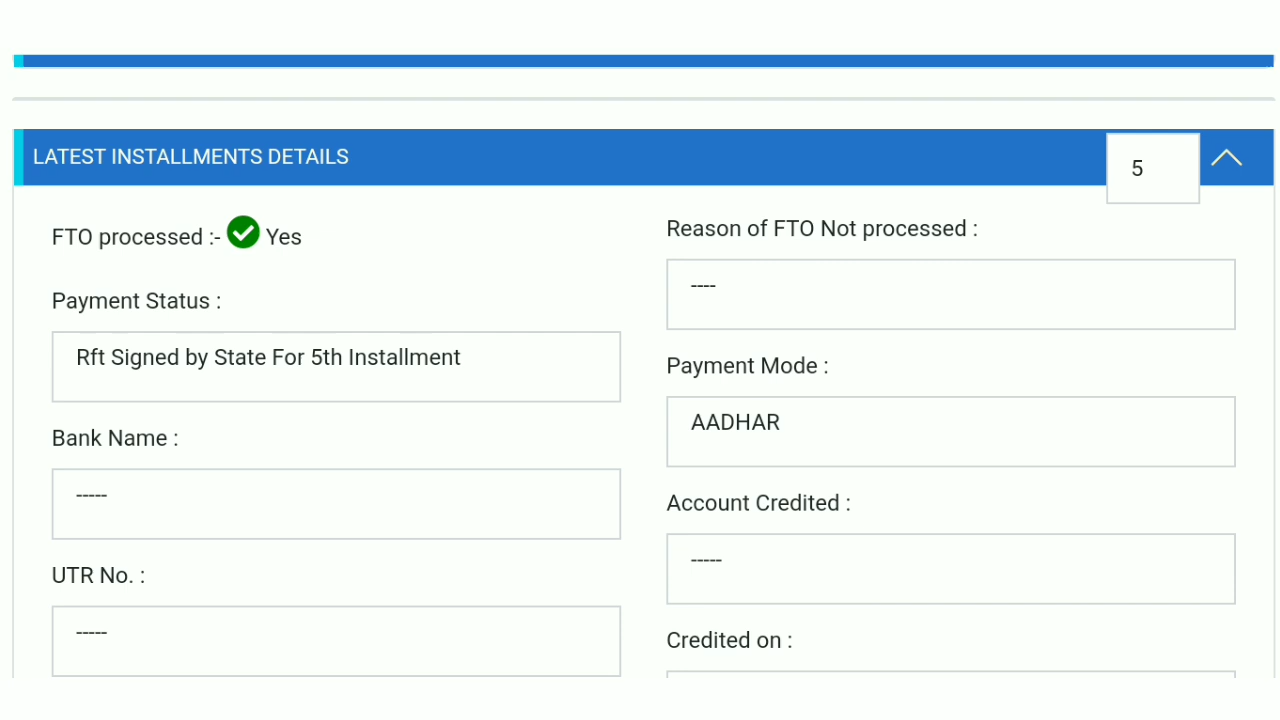 LATEST INSTALLMENTS DETAILS
5
FTO processed :- Yes
Payment Status :
Rft Signed by State For 5th Installment
Bank Name :
-----
UTR No. :
-----
Reason of FTO Not processed :
----
Payment Mode :
AADHAR
Account Credited :
-----
Credited on :